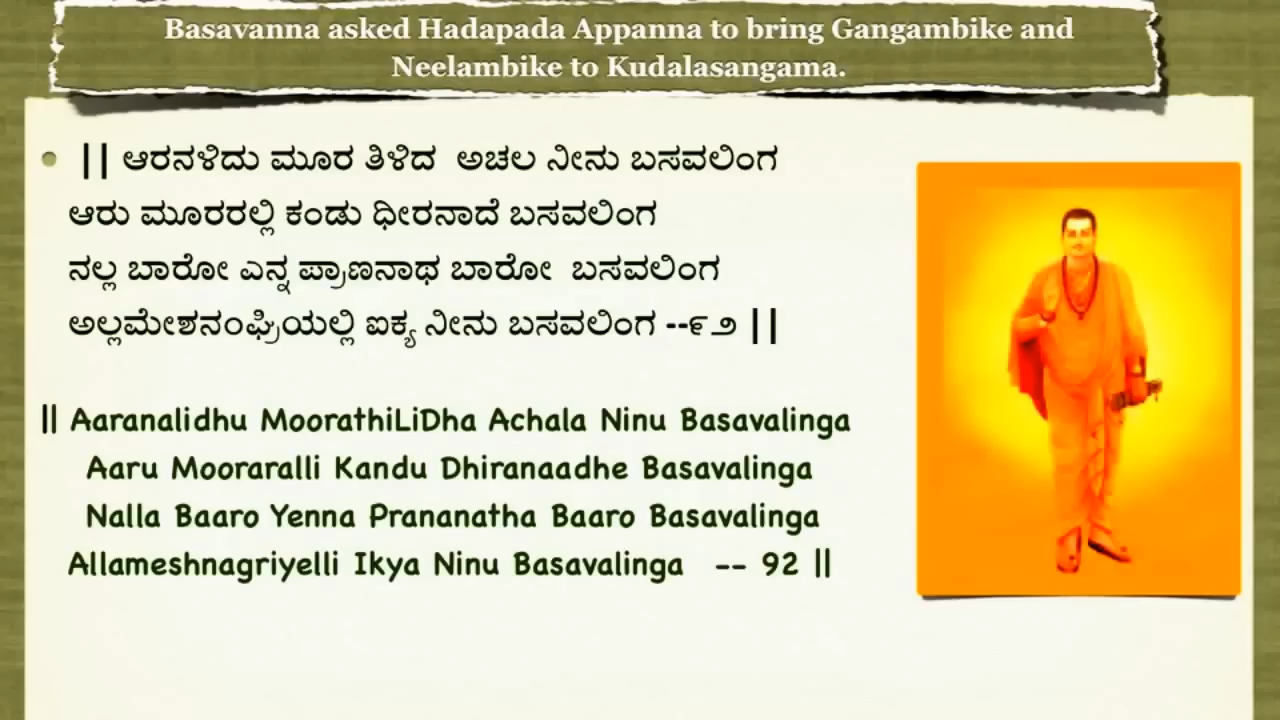 Basavanna asked Hadapada Appanna to bring Gangambike and
Neelambike to Kudalasangama.
• || ಆರನಳಿದು ಮೂರ ತಿಳಿದ ಅಚಲ ನೀನು ಬಸವಲಿಂಗ
ಆರು ಮೂರರಲ್ಲಿ ಕಂಡು ಧೀರನಾದೆ ಬಸವಲಿಂಗ
ನಲ್ಲ ಬಾರೋ ಎನ್ನ ಪ್ರಾಣನಾಥ ಬಾರೋ ಬಸವಲಿಂಗ
ಅಲ್ಲಮೇಶನಂಘ್ರಿಯಲ್ಲಿ ಐಕ್ಯ ನೀನು ಬಸವಲಿಂಗ --೯೨ ||
|| Aaranalidhu MoorathiLiDha Achala Ninu Basavalinga
Aaru Mooraralli Kandu Dhiranaadhe Basavalinga
Nalla Baaro Yenna Prananatha Baaro Basavalinga
Allameshnagriyelli Ikya Ninu Basavalinga -- 92 ||